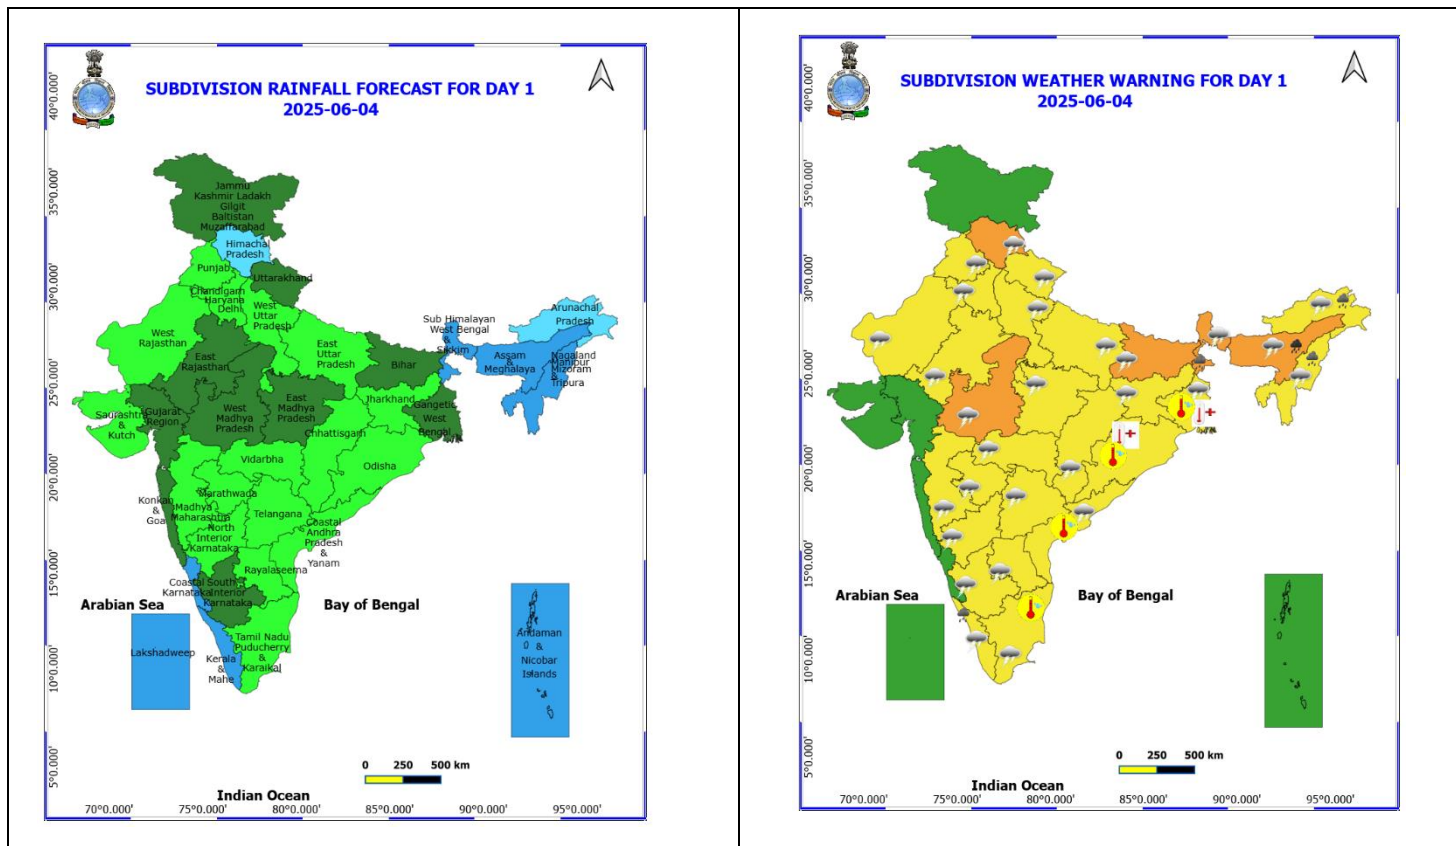 SUBDIVISION RAINFALL FORECAST FOR DAY 1
2025-06-04
40°0.000'
35°0.000'
30°0.000'
25°0.000'
20°0.000'
15°0.000'
10°0.000'
5°0.000'
Jammu
Kashmir Ladakh
Gilgit
Baltistan
Muzaffarabad
Himachal
Pradesh
Punjab
Uttarakhand
Chandigarh
Haryana
Delhi
West
Uttar
Pradesh
West
Rajasthan
East
Rajasthan
East
Uttar
Pradesh
Bihar
Sub Himalayan
West Bengal
&
Sikkim
Arunachal
Pradesh
Assam
&
Meghalaya
Nagaland
Manipur
Mizoram
&
Tripura
Saurashtra
&
Kutch
Gujarat
Region
West
Madhya
Pradesh
East
Madhya
Pradesh
Jharkhand
Gangetic
West
Bengal
Chhattisgarh
Odisha
Vidarbha
Konkan
&
Goa
Marathwada
Madhya
Maharashtra
North
Interior
Karnataka
Telangana
Coastal
Andhra
Pradesh
&
Yanam
Rayalaseema
Coastal
Karnataka
South
Interior
Karnataka
Arabian Sea
Bay of Bengal
Lakshadweep
Kerala
&
Mahe
Tamil Nadu
Puducherry
&
Karaikal
Andaman
&
Nicobar
Islands
0 250 500 km
Indian Ocean
70°0.000' 75°0.000' 80°0.000' 85°0.000' 90°0.000' 95°0.000'
SUBDIVISION WEATHER WARNING FOR DAY 1
2025-06-04
40°0.000'
35°0.000'
30°0.000'
25°0.000'
20°0.000'
15°0.000'
10°0.000'
5°0.000'
Arabian Sea
Bay of Bengal
0 250 500 km
Indian Ocean
70°0.000' 75°0.000' 80°0.000' 85°0.000' 90°0.000' 95°0.000'